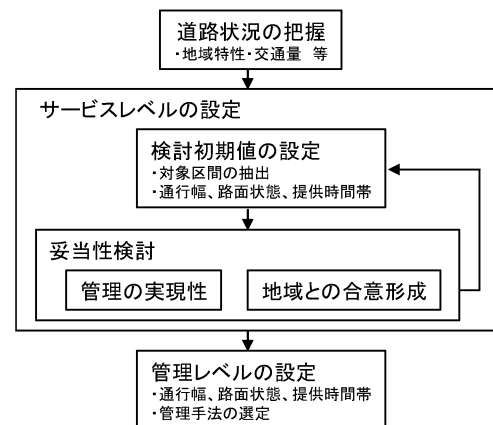 道路状況の把握
・地域特性・交通量 等
サービスレベルの設定
検討初期値の設定
・対象区間の抽出
・通行幅、路面状態、提供時間帯
妥当性検討
管理の実現性
地域との合意形成
管理レベルの設定
・通行幅、路面状態、提供時間帯
・管理手法の選定